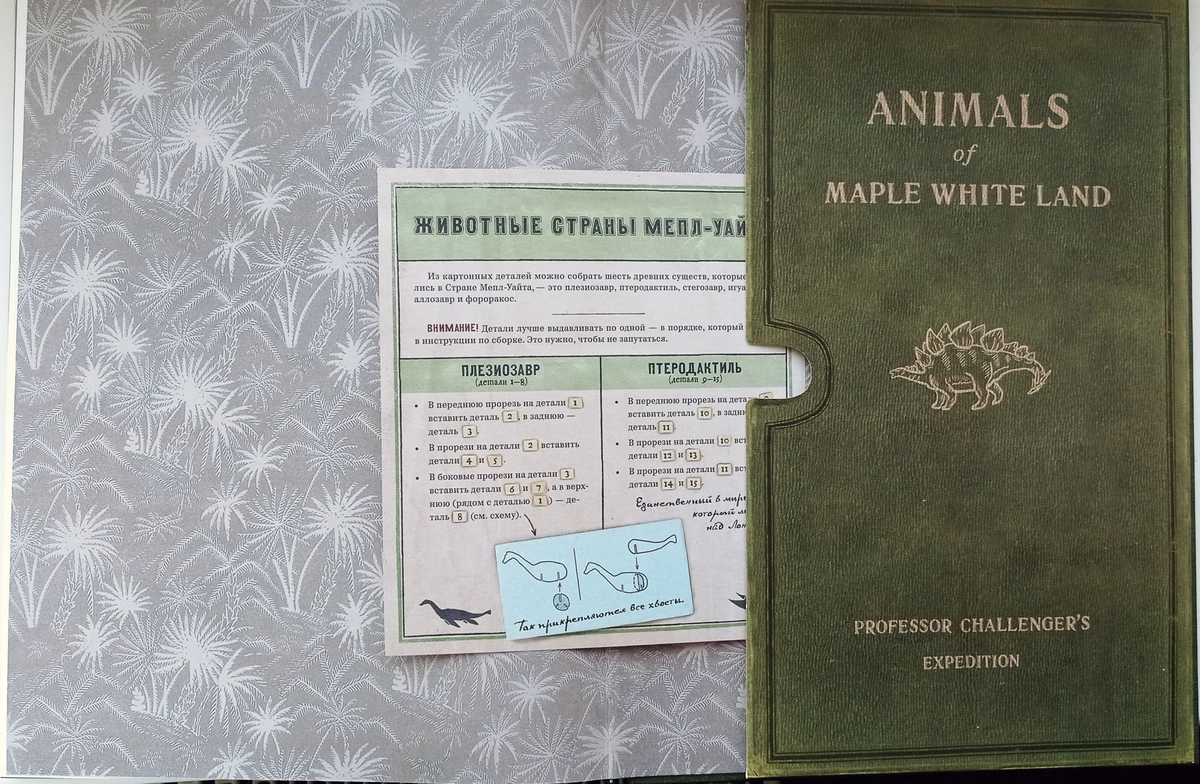 ЖИВОТНЫЕ СТРАНЫ МЕПЛ-УАЙ
Из картонных деталей можно собрать шесть древних существ, которые
лись в Стране Мепл-Уайта, — это плезиозавр, птеродактиль, стегозавр, игуа
аллозавр и фороракос.
ВНИМАНИЕ! Детали лучше выдавливать по одной — в порядке, который
в инструкции по сборке. Это нужно, чтобы не запутаться.
ПЛЕЗИОЗАВР
(детали 1–8)
• В переднюю прорезь на детали 1
вставить деталь 2, в заднюю —
деталь 3.
• В прорези на детали 2 вставить
детали 4 и 5.
• В боковые прорези на детали 3
вставить детали 6 и 7, а в верх-
нюю (рядом с деталью 1) — де-
таль 8 (см. схему).
Так прикрепляются все хвосты.
ПТЕРОДАКТИЛЬ
(детали 9–15)
• В переднюю прорезь на детал
вставить деталь 10, в задн
деталь 11.
• В прорези на детали 10 вст
детали 12 и 13.
• В прорези на детали 11 вст
детали 14 и 15.
Единственный в мир
который л
над Лон
ANIMALS
of
MAPLE WHITE LAND
PROFESSOR CHALLENGER'S
EXPEDITION